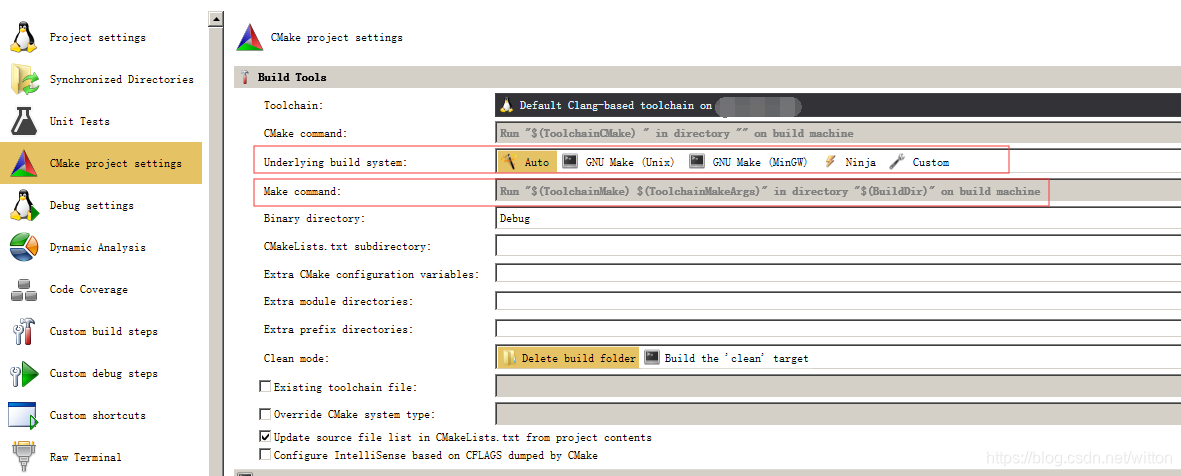 Project settings
Synchronized Directories
Unit Tests
CMake project settings
Debug settings
Dynamic Analysis
Code Coverage
Custom build steps
Custom debug steps
Custom shortcuts
Raw Terminal
CMake project settings
Build Tools
Toolchain: Default Clang-based toolchain on
CMake command: Run "$(ToolchainCMake) " in directory "" on build machine
Underlying build system: Auto GNU Make (Unix) GNU Make (MinGW) Ninja Custom
Make command: Run "$(ToolchainMake) $(ToolchainMakeArgs)" in directory "$(BuildDir)" on build machine
Binary directory: Debug
CMakeLists.txt subdirectory:
Extra CMake configuration variables:
Extra module directories:
Extra prefix directories:
Clean mode: Delete build folder Build the 'clean' target
Existing toolchain file:
Override CMake system type:
Update source file list in CMakeLists.txt from project contents
Configure IntelliSense based on CFLAGS dumped by CMake
https://blog.csdn.net/witton